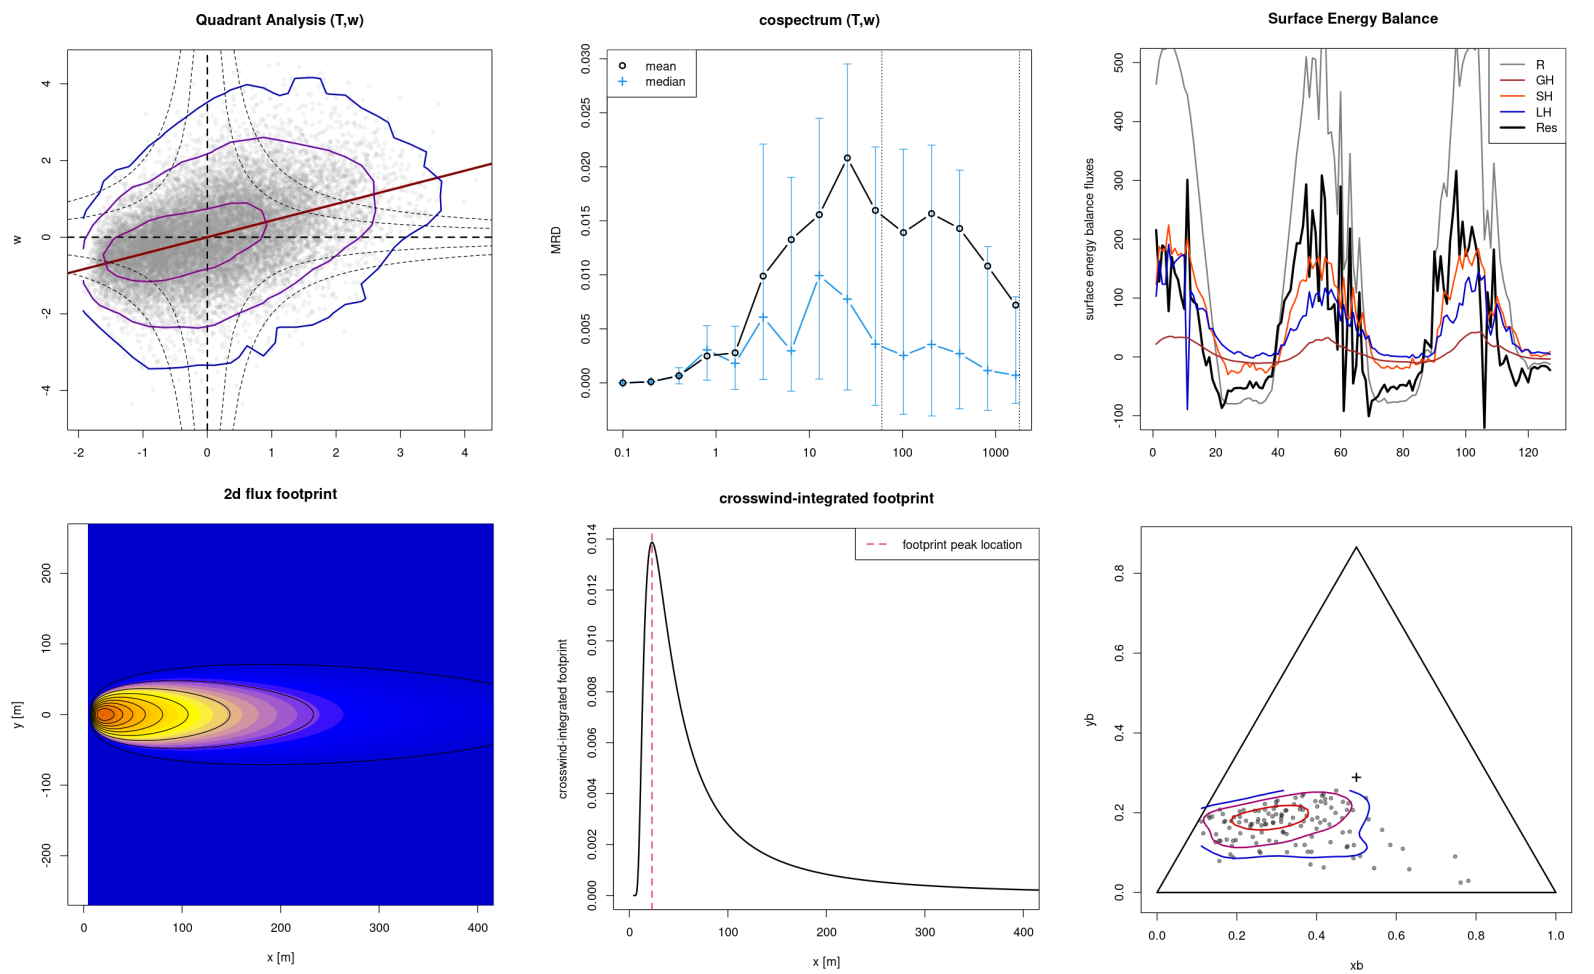 Quadrant Analysis (T,w)
w
4
2
0
-2
-4
-2 -1 0 1 2 3 4
cospectrum (T,w)
mean
median
MRD
0.030
0.025
0.020
0.015
0.010
0.005
0.000
0.1 1 10 100 1000
Surface Energy Balance
R
GH
SH
LH
Res
surface energy balance fluxes
500
400
300
200
100
0
-100
0 20 40 60 80 100 120
2d flux footprint
y [m]
200
100
0
-100
-200
0 100 200 300 400
x [m]
crosswind-integrated footprint
footprint peak location
crosswind-integrated footprint
0.014
0.012
0.010
0.008
0.006
0.004
0.002
0.000
0 100 200 300 400
x [m]
yb
0.8
0.6
0.4
0.2
0.0
0.0 0.2 0.4 0.6 0.8 1.0
xb